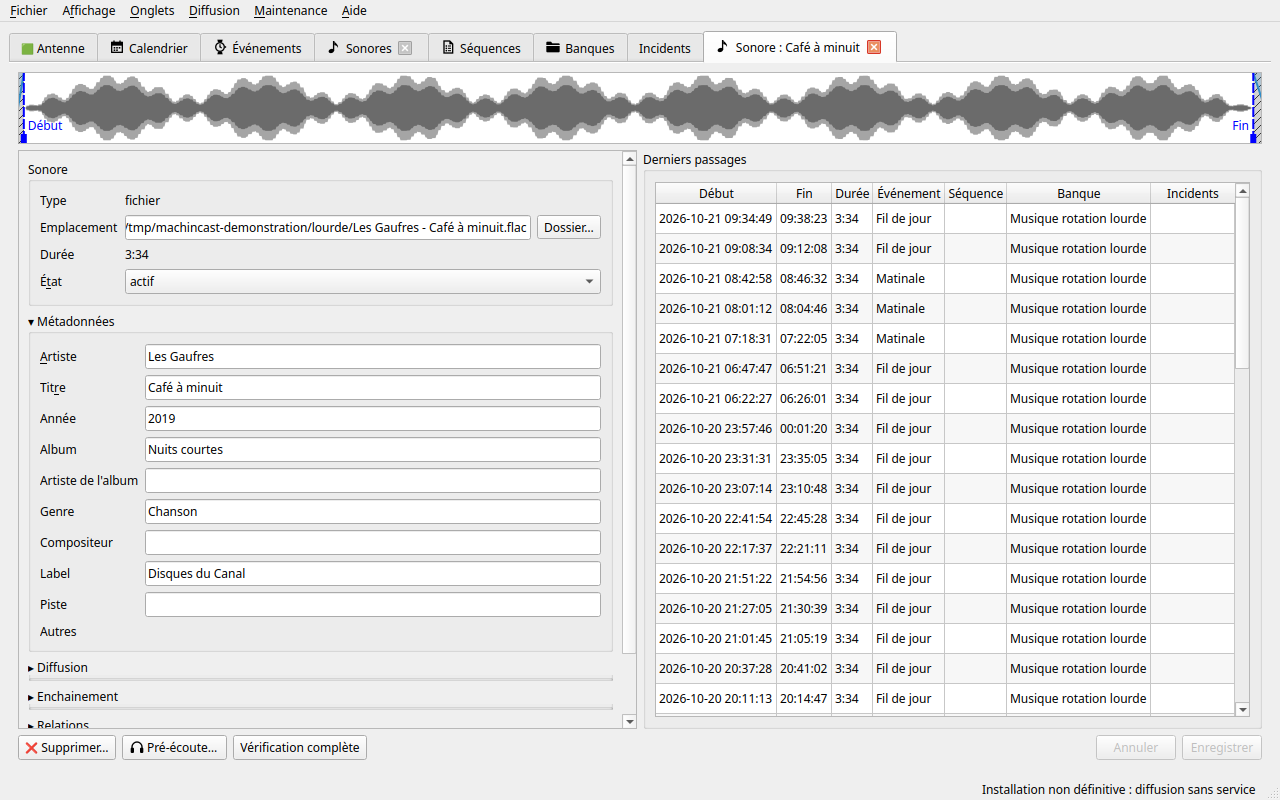 Fichier Affichage Onglets Diffusion Maintenance Aide
Antenne Calendrier Événements Sonores Séquences Banques Incidents Sonore : Café à minuit
Début Fin
Sonore
Type fichier
Emplacement /tmp/machincast-demonstration/lourde/Les Gaufres - Café à minuit.flac Dossier...
Durée 3:34
État actif
Métadonnées
Artiste Les Gaufres
Titre Café à minuit
Année 2019
Album Nuits courtes
Artiste de l'album
Genre Chanson
Compositeur
Label Disques du Canal
Piste
Autres
Diffusion
Enchainement
Relations
Derniers passages
Début Fin Durée Événement Séquence Banque Incidents
2026-10-21 09:34:49 09:38:23 3:34 Fil de jour Musique rotation lourde
2026-10-21 09:08:34 09:12:08 3:34 Fil de jour Musique rotation lourde
2026-10-21 08:42:58 08:46:32 3:34 Matinale Musique rotation lourde
2026-10-21 08:01:12 08:04:46 3:34 Matinale Musique rotation lourde
2026-10-21 07:18:31 07:22:05 3:34 Matinale Musique rotation lourde
2026-10-21 06:47:47 06:51:21 3:34 Fil de jour Musique rotation lourde
2026-10-21 06:22:27 06:26:01 3:34 Fil de jour Musique rotation lourde
2026-10-20 23:57:46 00:01:20 3:34 Fil de jour Musique rotation lourde
2026-10-20 23:31:31 23:35:05 3:34 Fil de jour Musique rotation lourde
2026-10-20 23:07:14 23:10:48 3:34 Fil de jour Musique rotation lourde
2026-10-20 22:41:54 22:45:28 3:34 Fil de jour Musique rotation lourde
2026-10-20 22:17:37 22:21:11 3:34 Fil de jour Musique rotation lourde
2026-10-20 21:51:22 21:54:56 3:34 Fil de jour Musique rotation lourde
2026-10-20 21:27:05 21:30:39 3:34 Fil de jour Musique rotation lourde
2026-10-20 21:01:45 21:05:19 3:34 Fil de jour Musique rotation lourde
2026-10-20 20:37:28 20:41:02 3:34 Fil de jour Musique rotation lourde
2026-10-20 20:11:13 20:14:47 3:34 Fil de jour Musique rotation lourde
Supprimer... Pré-écoute... Vérification complète Annuler Enregistrer
Installation non définitive : diffusion sans service